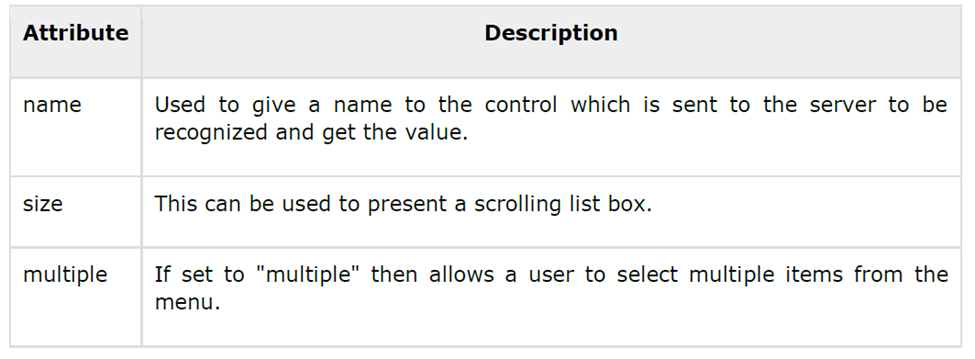 Attribute Description
name Used to give a name to the control which is sent to the server to be
recognized and get the value.
size This can be used to present a scrolling list box.
multiple If set to "multiple" then allows a user to select multiple items from the
menu.